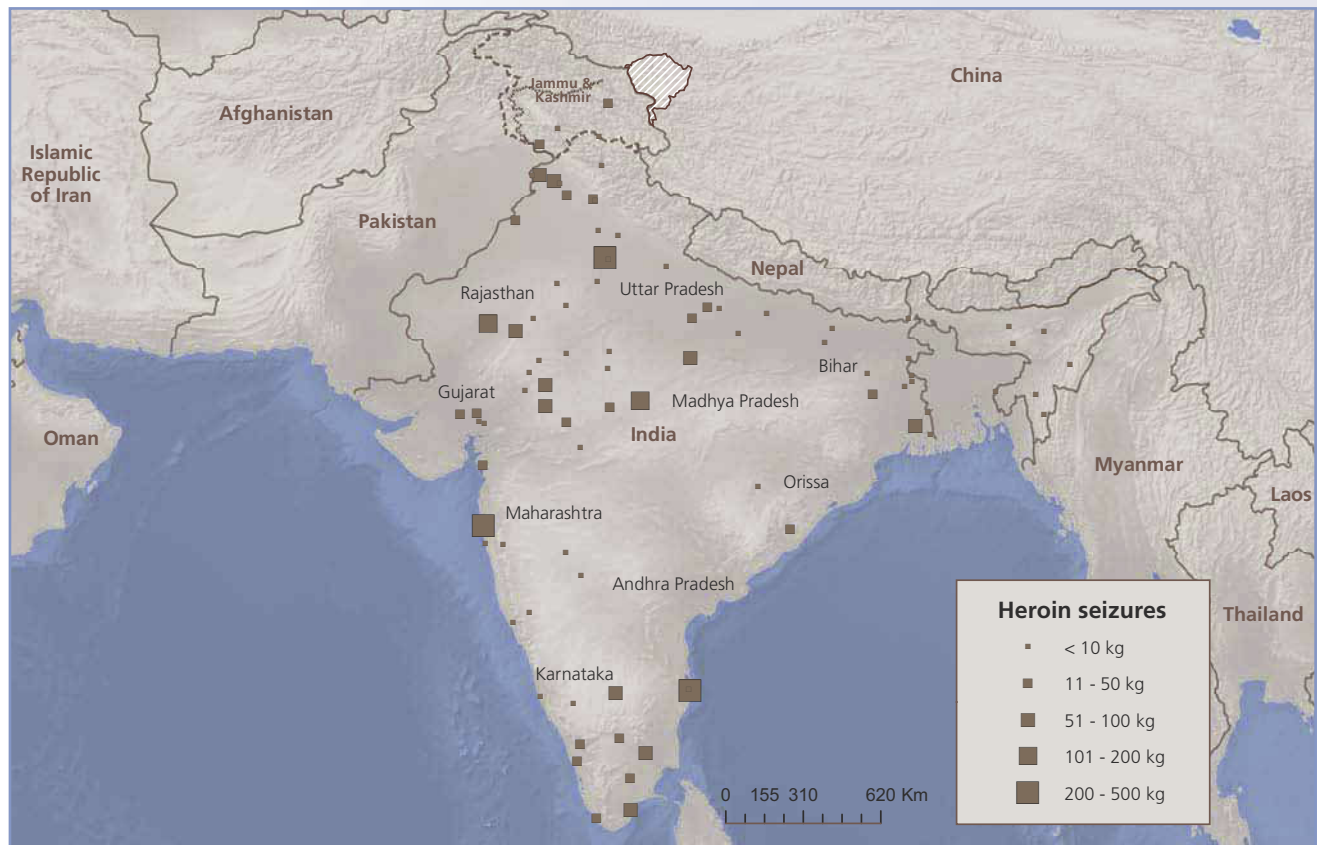 China
Jammu &
Kashmir
Afghanistan
Islamic
Republic
of Iran
Pakistan
Nepal
Rajasthan
Uttar Pradesh
Bihar
Gujarat
Madhya Pradesh
India
Oman
Myanmar
Orissa
Laos
Maharashtra
Andhra Pradesh
Thailand
Karnataka
Heroin seizures
< 10 kg
11 - 50 kg
51 - 100 kg
101 - 200 kg
200 - 500 kg
0 155 310 620 Km